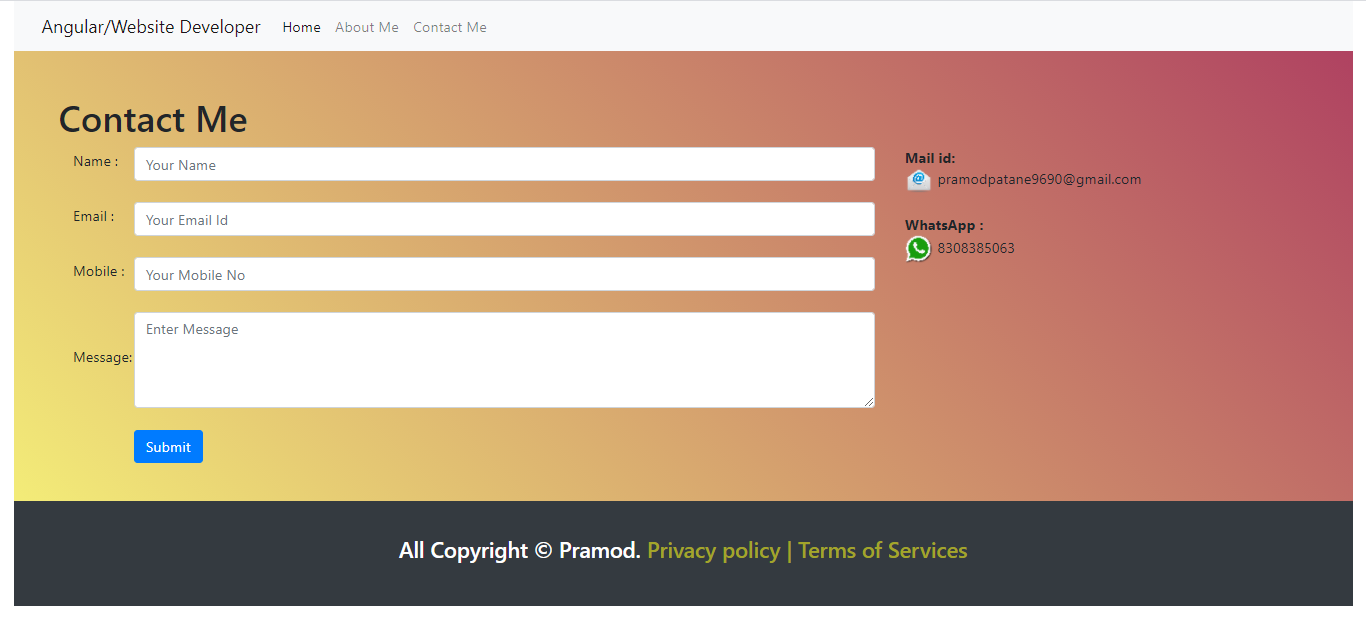 Angular/Website Developer Home About Me Contact Me
Contact Me
Name :
Your Name
Email :
Your Email Id
Mobile :
Your Mobile No
Message:
Enter Message
Submit
Mail id:
@
pramodpatane9690@gmail.com
WhatsApp :
8308385063
All Copyright © Pramod. Privacy policy | Terms of Services